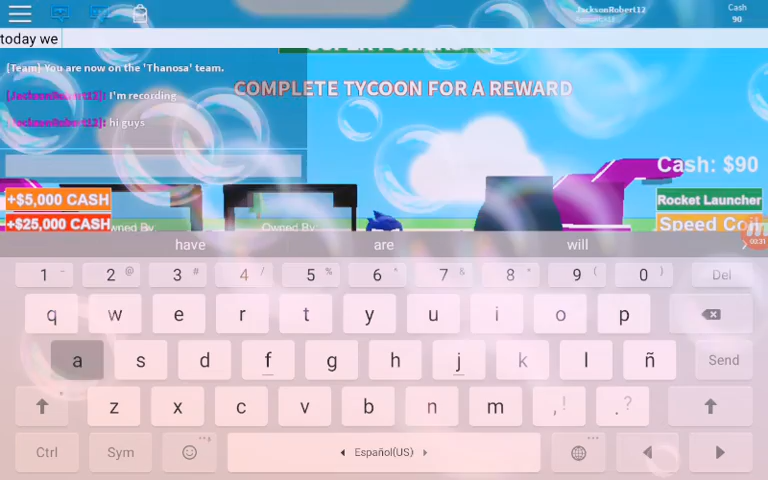 JacksonRobert12
Cash
90
today we
[Team] You are now on the 'Thanosa' team.
[JacksonRobert12]: I'm recording
[JacksonRobert12]: hi guys
COMPLETE TYCOON FOR A REWARD
Cash: $90
+$5,000 CASH
Rocket Launcher
+$25,000 CASH
Owned By
Owned By
Speed Coil
00:31
have are will
1 - 2 @ 3 # 4 / 5 % 6 ^ 7 & 8 * 9 ( 0 ) Del
q w e r t y u i o p
a s d f g h j k l ñ Send
z x c v b n m , ! . ?
Ctrl Sym Español(US)